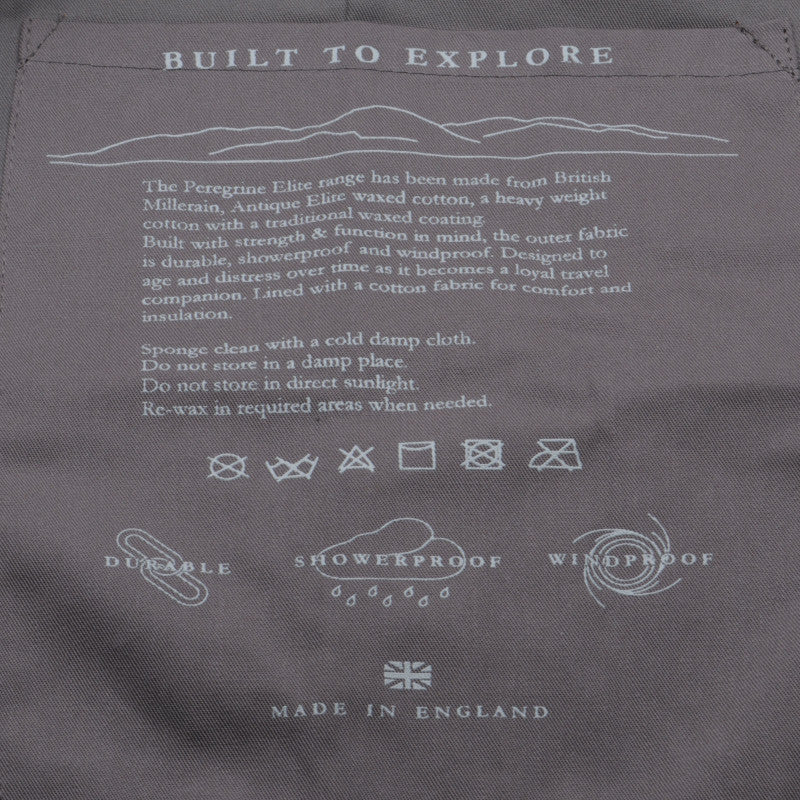 BUILT TO EXPLORE
The Peregrine Elite range has been made from British
Millerain, Antique Elite waxed cotton, a heavy weight
cotton with a traditional waxed coating.
Built with strength & function in mind, the outer fabric
is durable, showerproof and windproof. Designed to
age and distress over time as it becomes a loyal travel
companion. Lined with a cotton fabric for comfort and
insulation.
Sponge clean with a cold damp cloth.
Do not store in a damp place.
Do not store in direct sunlight.
Re-wax in required areas when needed.
DURABLE SHOWERPROOF WINDPROOF
MADE IN ENGLAND